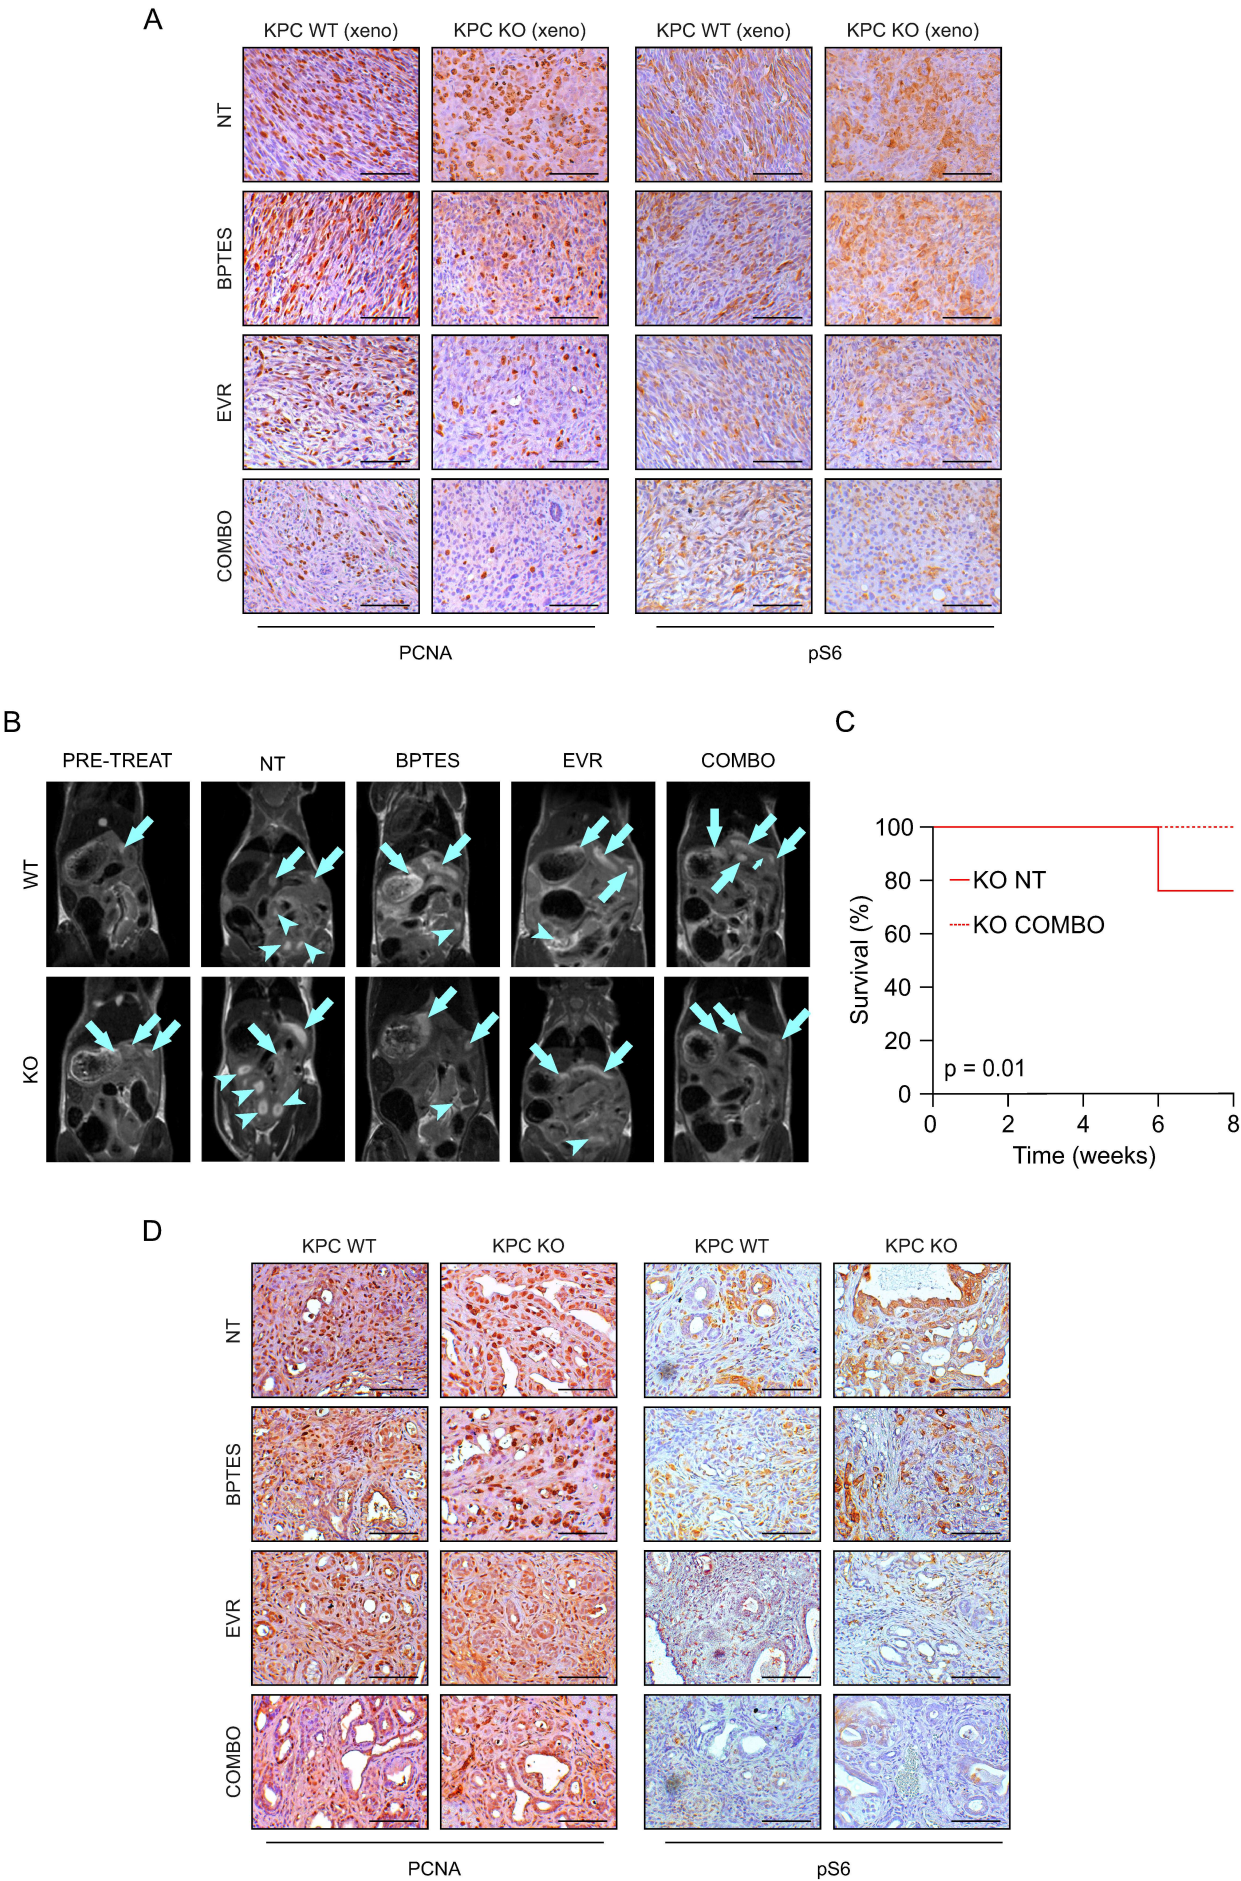 A
KPC WT (xeno) KPC KO (xeno) KPC WT (xeno) KPC KO (xeno)
NT
BPTES
EVR
COMBO
PCNA pS6
B
PRE-TREAT NT BPTES EVR COMBO
WT
KO
C
100
80
60
40
20
0
Survival (%)
KO NT
KO COMBO
p = 0.01
0 2 4 6 8
Time (weeks)
D
KPC WT KPC KO KPC WT KPC KO
NT
BPTES
EVR
COMBO
PCNA pS6